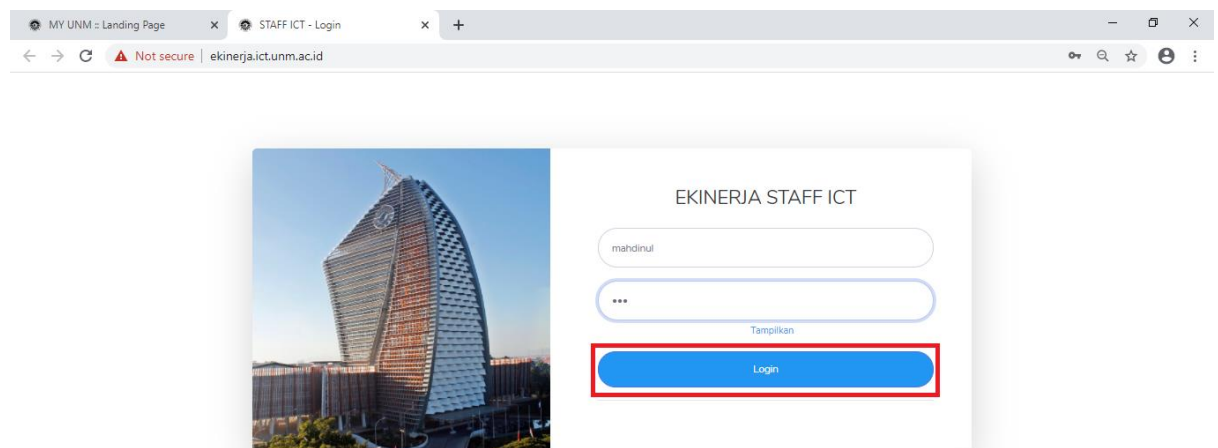 MY UNM :: Landing Page
STAFF ICT - Login
Not secure
ekinerja.ict.unm.ac.id
EKINERJA STAFF ICT
mahdinul
•••
Tampilkan
Login